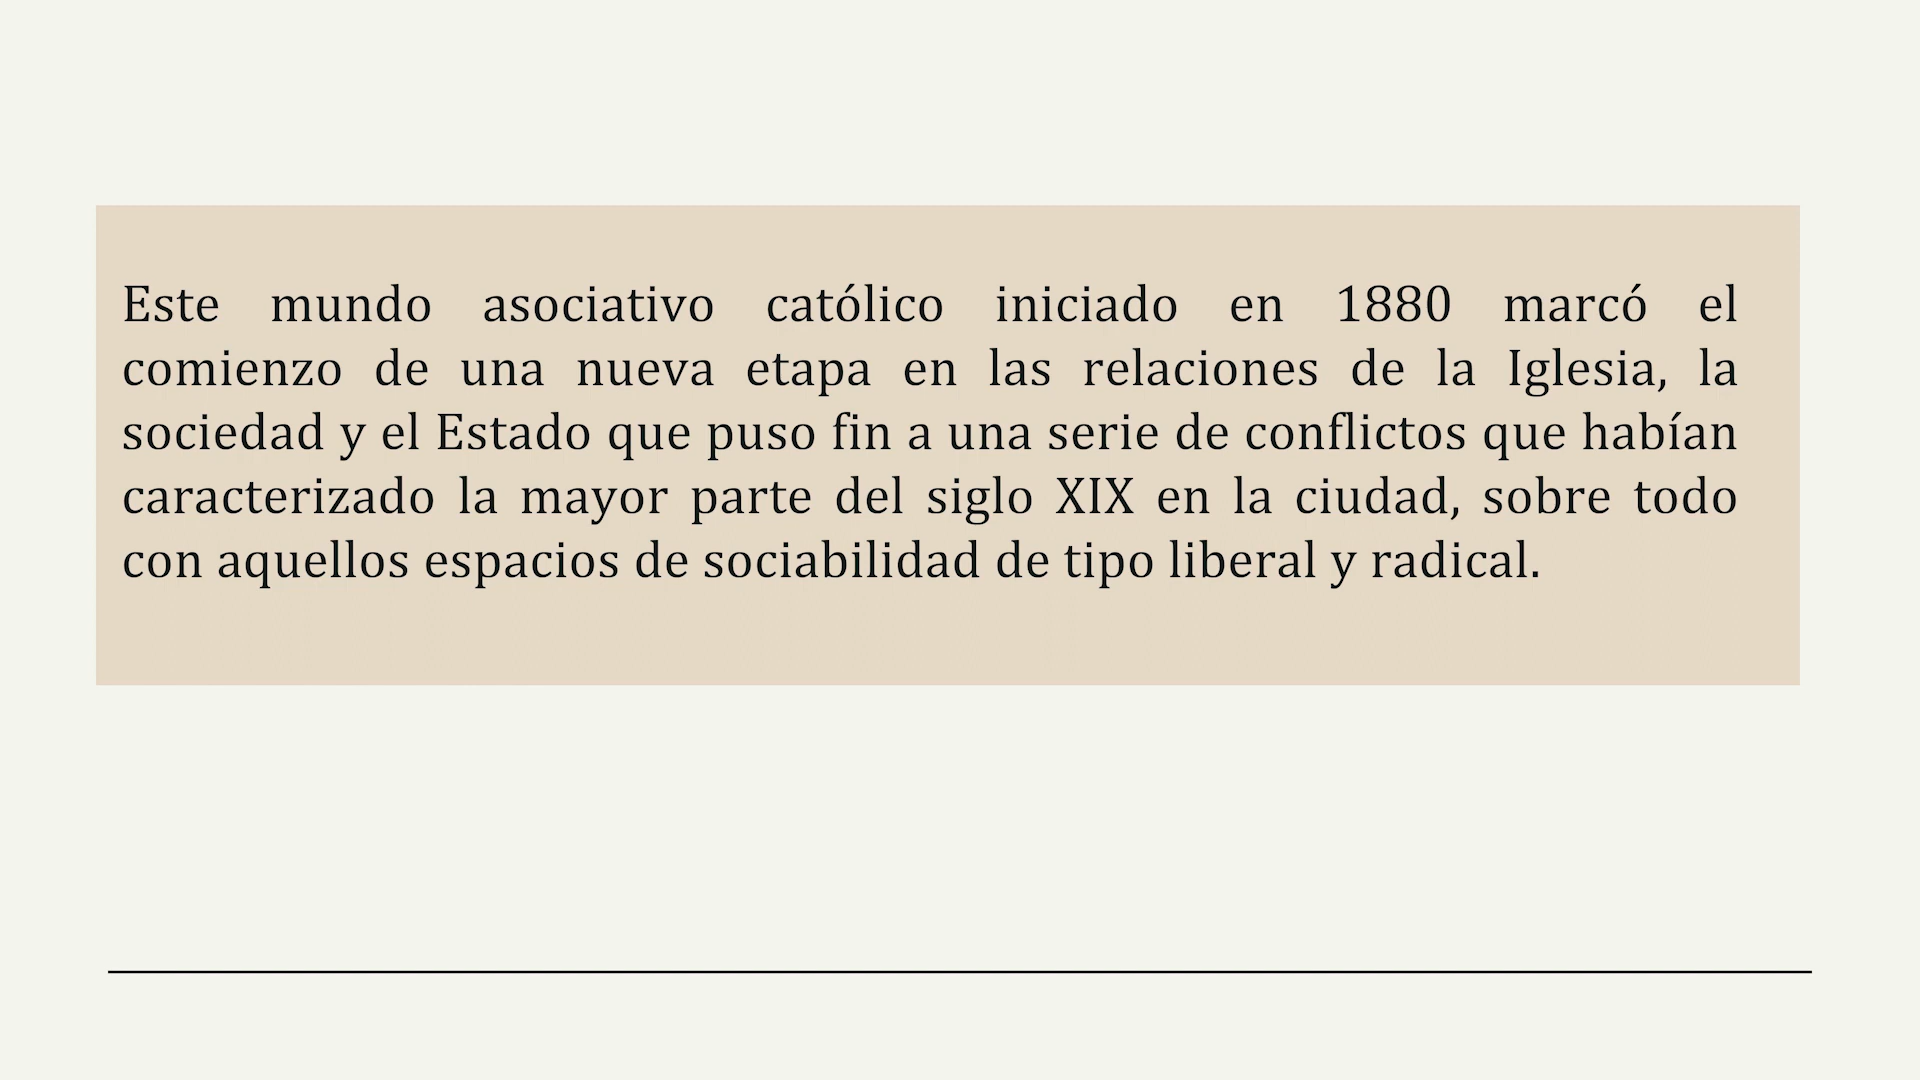 Este mundo asociativo católico iniciado en 1880 marcó el
comienzo de una nueva etapa en las relaciones de la Iglesia, la
sociedad y el Estado que puso fin a una serie de conflictos que habían
caracterizado la mayor parte del siglo XIX en la ciudad, sobre todo
con aquellos espacios de sociabilidad de tipo liberal y radical.